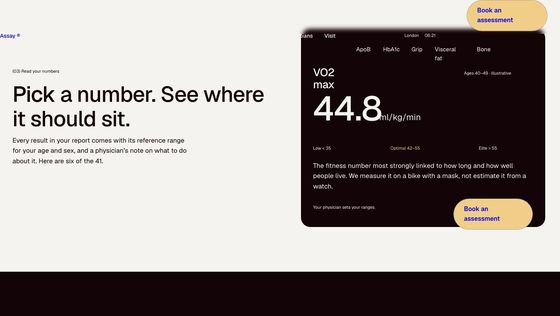 Book an
assessment
Assay ®
Visit
London 06:21
ApoB HbA1c Grip Visceral
fat Bone
(03) Read your numbers
VO2
max
Ages 40–49 · Illustrative
Pick a number. See where
it should sit.
44.8 ml/kg/min
Every result in your report comes with its reference range
for your age and sex, and a physician's note on what to do
about it. Here are six of the 41.
Low < 35 Optimal 42–55 Elite > 55
The fitness number most strongly linked to how long and how well
people live. We measure it on a bike with a mask, not estimate it from a
watch.
Your physician sets your ranges.
Book an
assessment